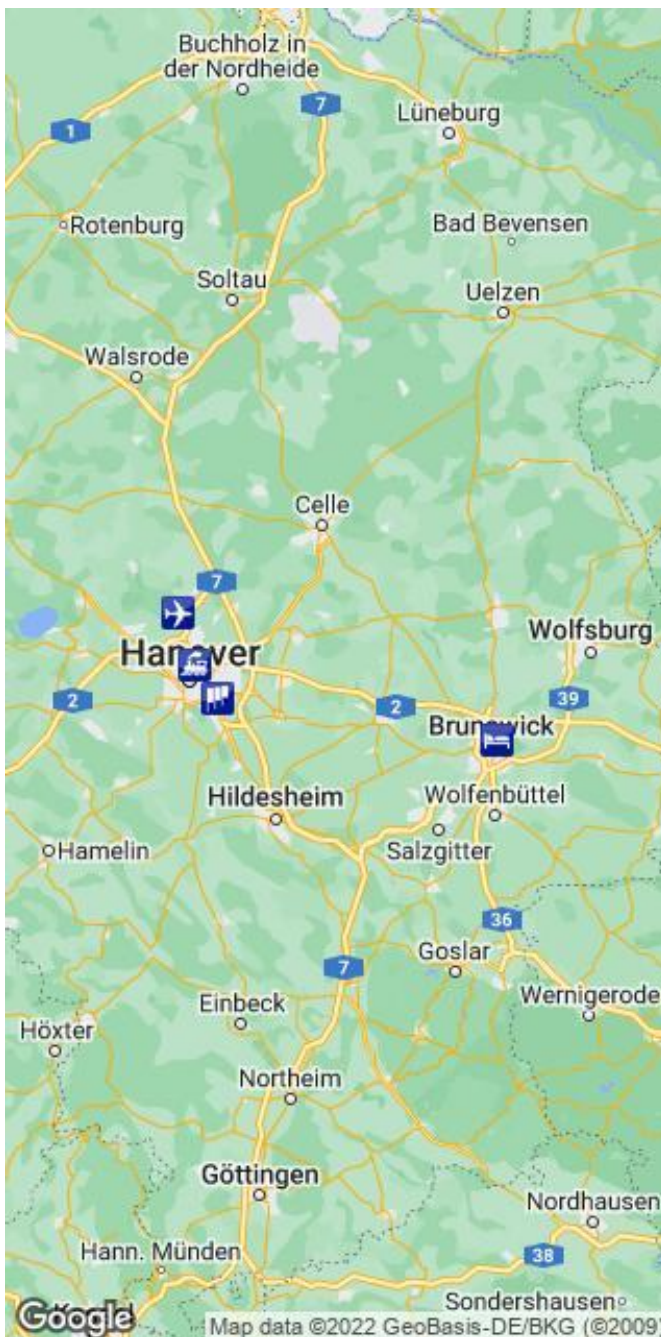 Buchholz in
der Nordheide
7
Lüneburg
1
Rotenburg
Bad Bevensen
Soltau
Uelzen
Walsrode
Celle
7
Hanover
Wolfsburg
2
39
2
Brunswick
Hildesheim
Wolfenbüttel
Hamelin
Salzgitter
36
Goslar
7
Einbeck
Wernigerode
Höxter
Northeim
Göttingen
Nordhausen
Hann. Münden
38
Sondershausen
Google
Map data ©2022 GeoBasis-DE/BKG (©2009